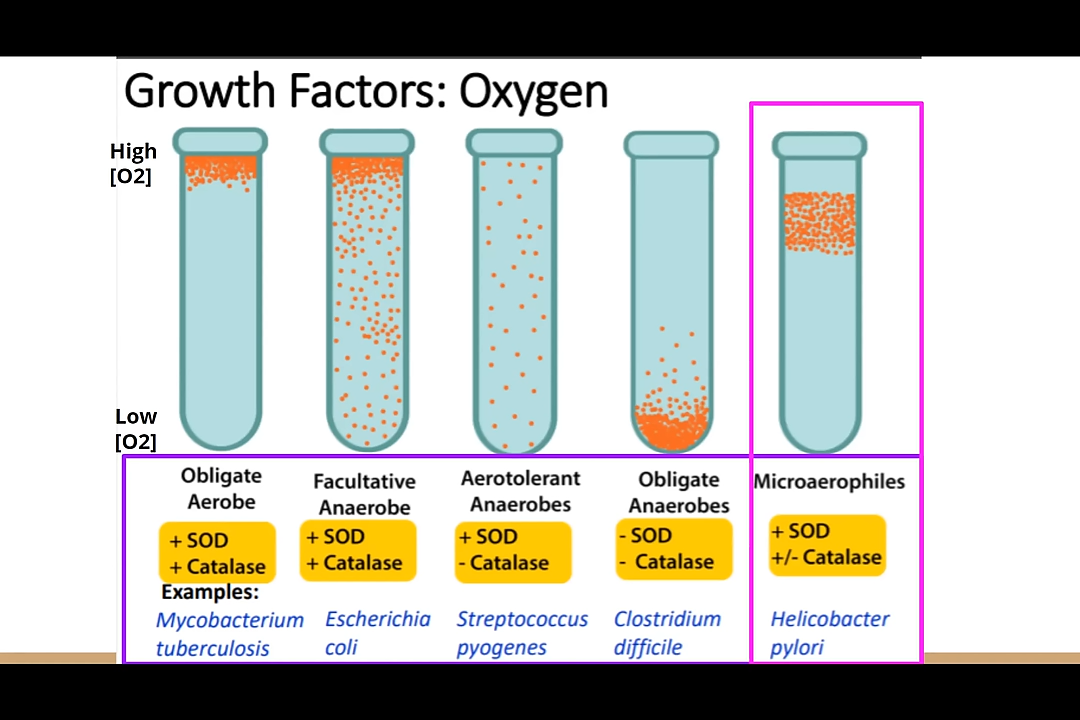 Growth Factors: Oxygen
High
[O2]
Low
[O2]
Obligate
Aerobe
+ SOD
+ Catalase
Facultative
Anaerobe
+ SOD
+ Catalase
Aerotolerant
Anaerobes
+ SOD
- Catalase
Obligate
Anaerobes
- SOD
- Catalase
Microaerophiles
+ SOD
+/- Catalase
Examples:
Mycobacterium
tuberculosis
Escherichia
coli
Streptococcus
pyogenes
Clostridium
difficile
Helicobacter
pylori